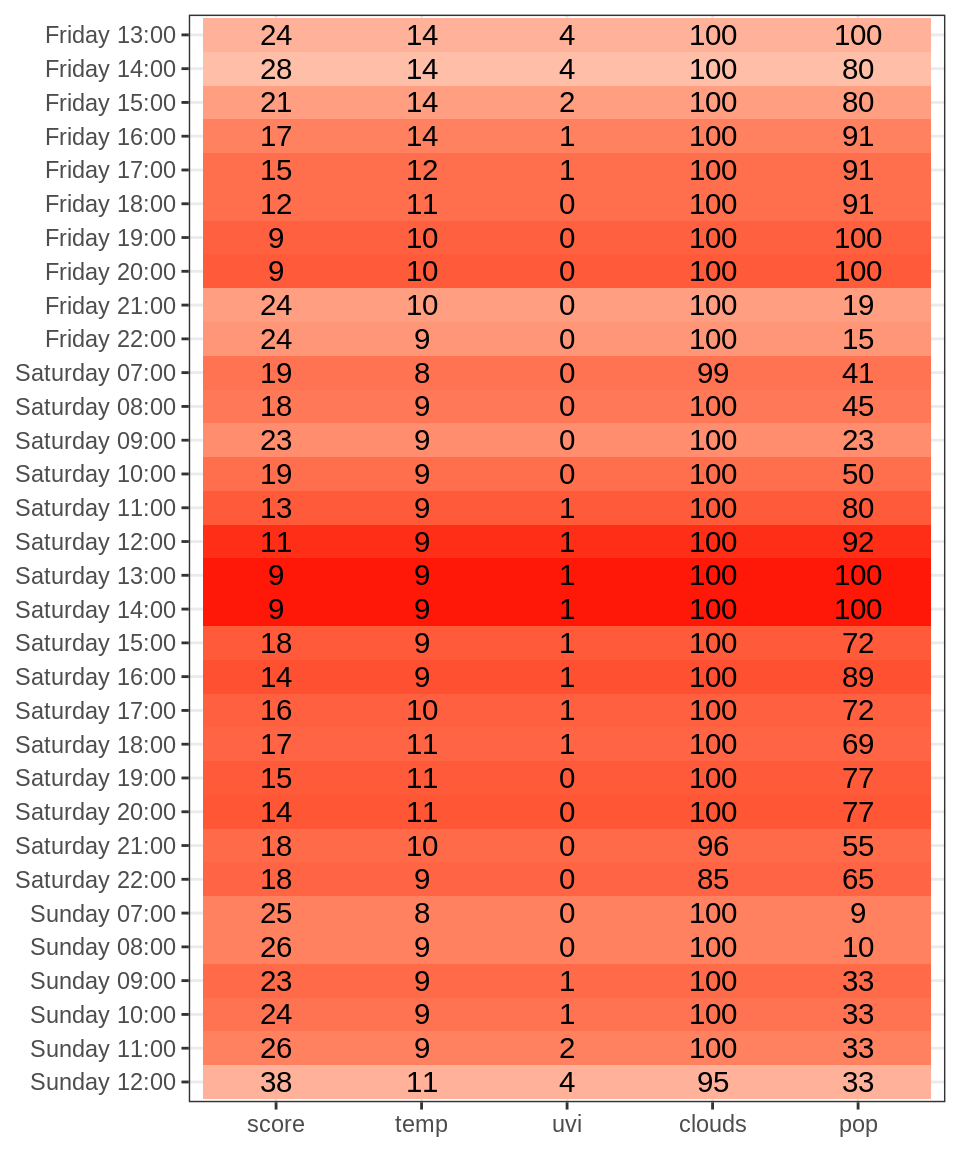 Friday 13:00 24 14 4 100 100
Friday 14:00 28 14 4 100 80
Friday 15:00 21 14 2 100 80
Friday 16:00 17 14 1 100 91
Friday 17:00 15 12 1 100 91
Friday 18:00 12 11 0 100 91
Friday 19:00 9 10 0 100 100
Friday 20:00 9 10 0 100 100
Friday 21:00 24 10 0 100 19
Friday 22:00 24 9 0 100 15
Saturday 07:00 19 8 0 99 41
Saturday 08:00 18 9 0 100 45
Saturday 09:00 23 9 0 100 23
Saturday 10:00 19 9 0 100 50
Saturday 11:00 13 9 1 100 80
Saturday 12:00 11 9 1 100 92
Saturday 13:00 9 9 1 100 100
Saturday 14:00 9 9 1 100 100
Saturday 15:00 18 9 1 100 72
Saturday 16:00 14 9 1 100 89
Saturday 17:00 16 10 1 100 72
Saturday 18:00 17 11 1 100 69
Saturday 19:00 15 11 0 100 77
Saturday 20:00 14 11 0 100 77
Saturday 21:00 18 10 0 96 55
Saturday 22:00 18 9 0 85 65
Sunday 07:00 25 8 0 100 9
Sunday 08:00 26 9 0 100 10
Sunday 09:00 23 9 1 100 33
Sunday 10:00 24 9 1 100 33
Sunday 11:00 26 9 2 100 33
Sunday 12:00 38 11 4 95 33
score temp uvi clouds pop